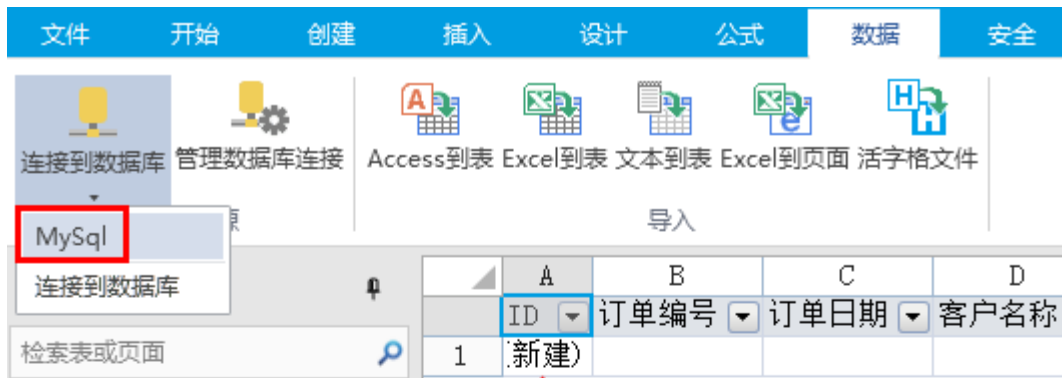 文件 开始 创建 插入 设计 公式 数据 安全
连接到数据库 管理数据库连接 Access到表 Excel到表 文本到表 Excel到页面 活字格文件
导入
MySql
连接到数据库
A B C D
ID 订单编号 订单日期 客户名称
检索表或页面 1 新建)